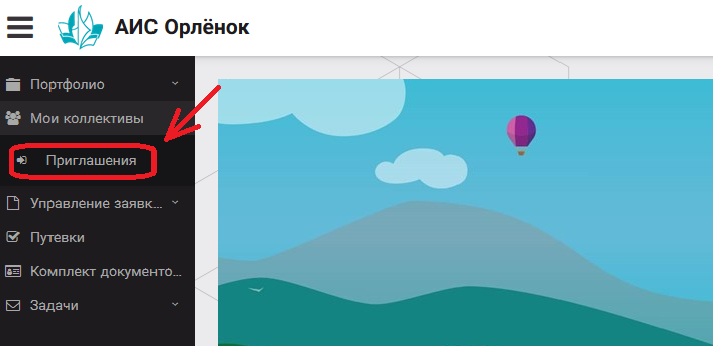 АИС Орлёнок
Портфолио
Мои коллективы
Приглашения
Управление заявк...
Путевки
Комплект документо...
Задачи